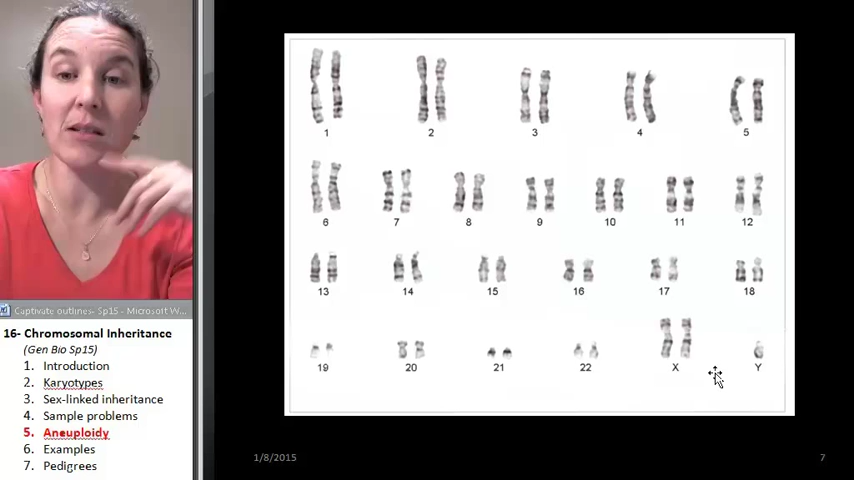 1 2 3 4 5
6 7 8 9 10 11 12
13 14 15 16 17 18
19 20 21 22 X Y
Captivate outlines- Sp15 - Microsoft W...
16- Chromosomal Inheritance
(Gen Bio Sp15)
1. Introduction
2. Karyotypes
3. Sex-linked inheritance
4. Sample problems
5. Aneuploidy
6. Examples
7. Pedigrees
1/8/2015
7